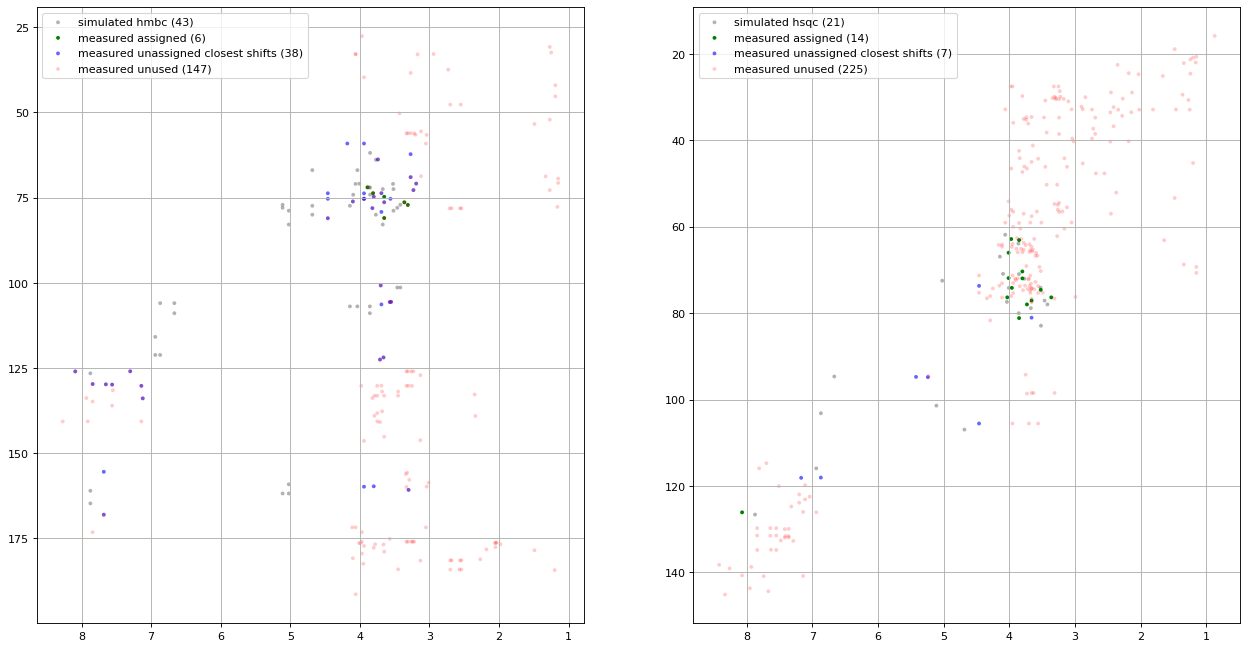 simulated hmbc (43)
measured assigned (6)
measured unassigned closest shifts (38)
measured unused (147)
25
50
75
100
125
150
175
8 7 6 5 4 3 2 1
simulated hsqc (21)
measured assigned (14)
measured unassigned closest shifts (7)
measured unused (225)
20
40
60
80
100
120
140
8 7 6 5 4 3 2 1